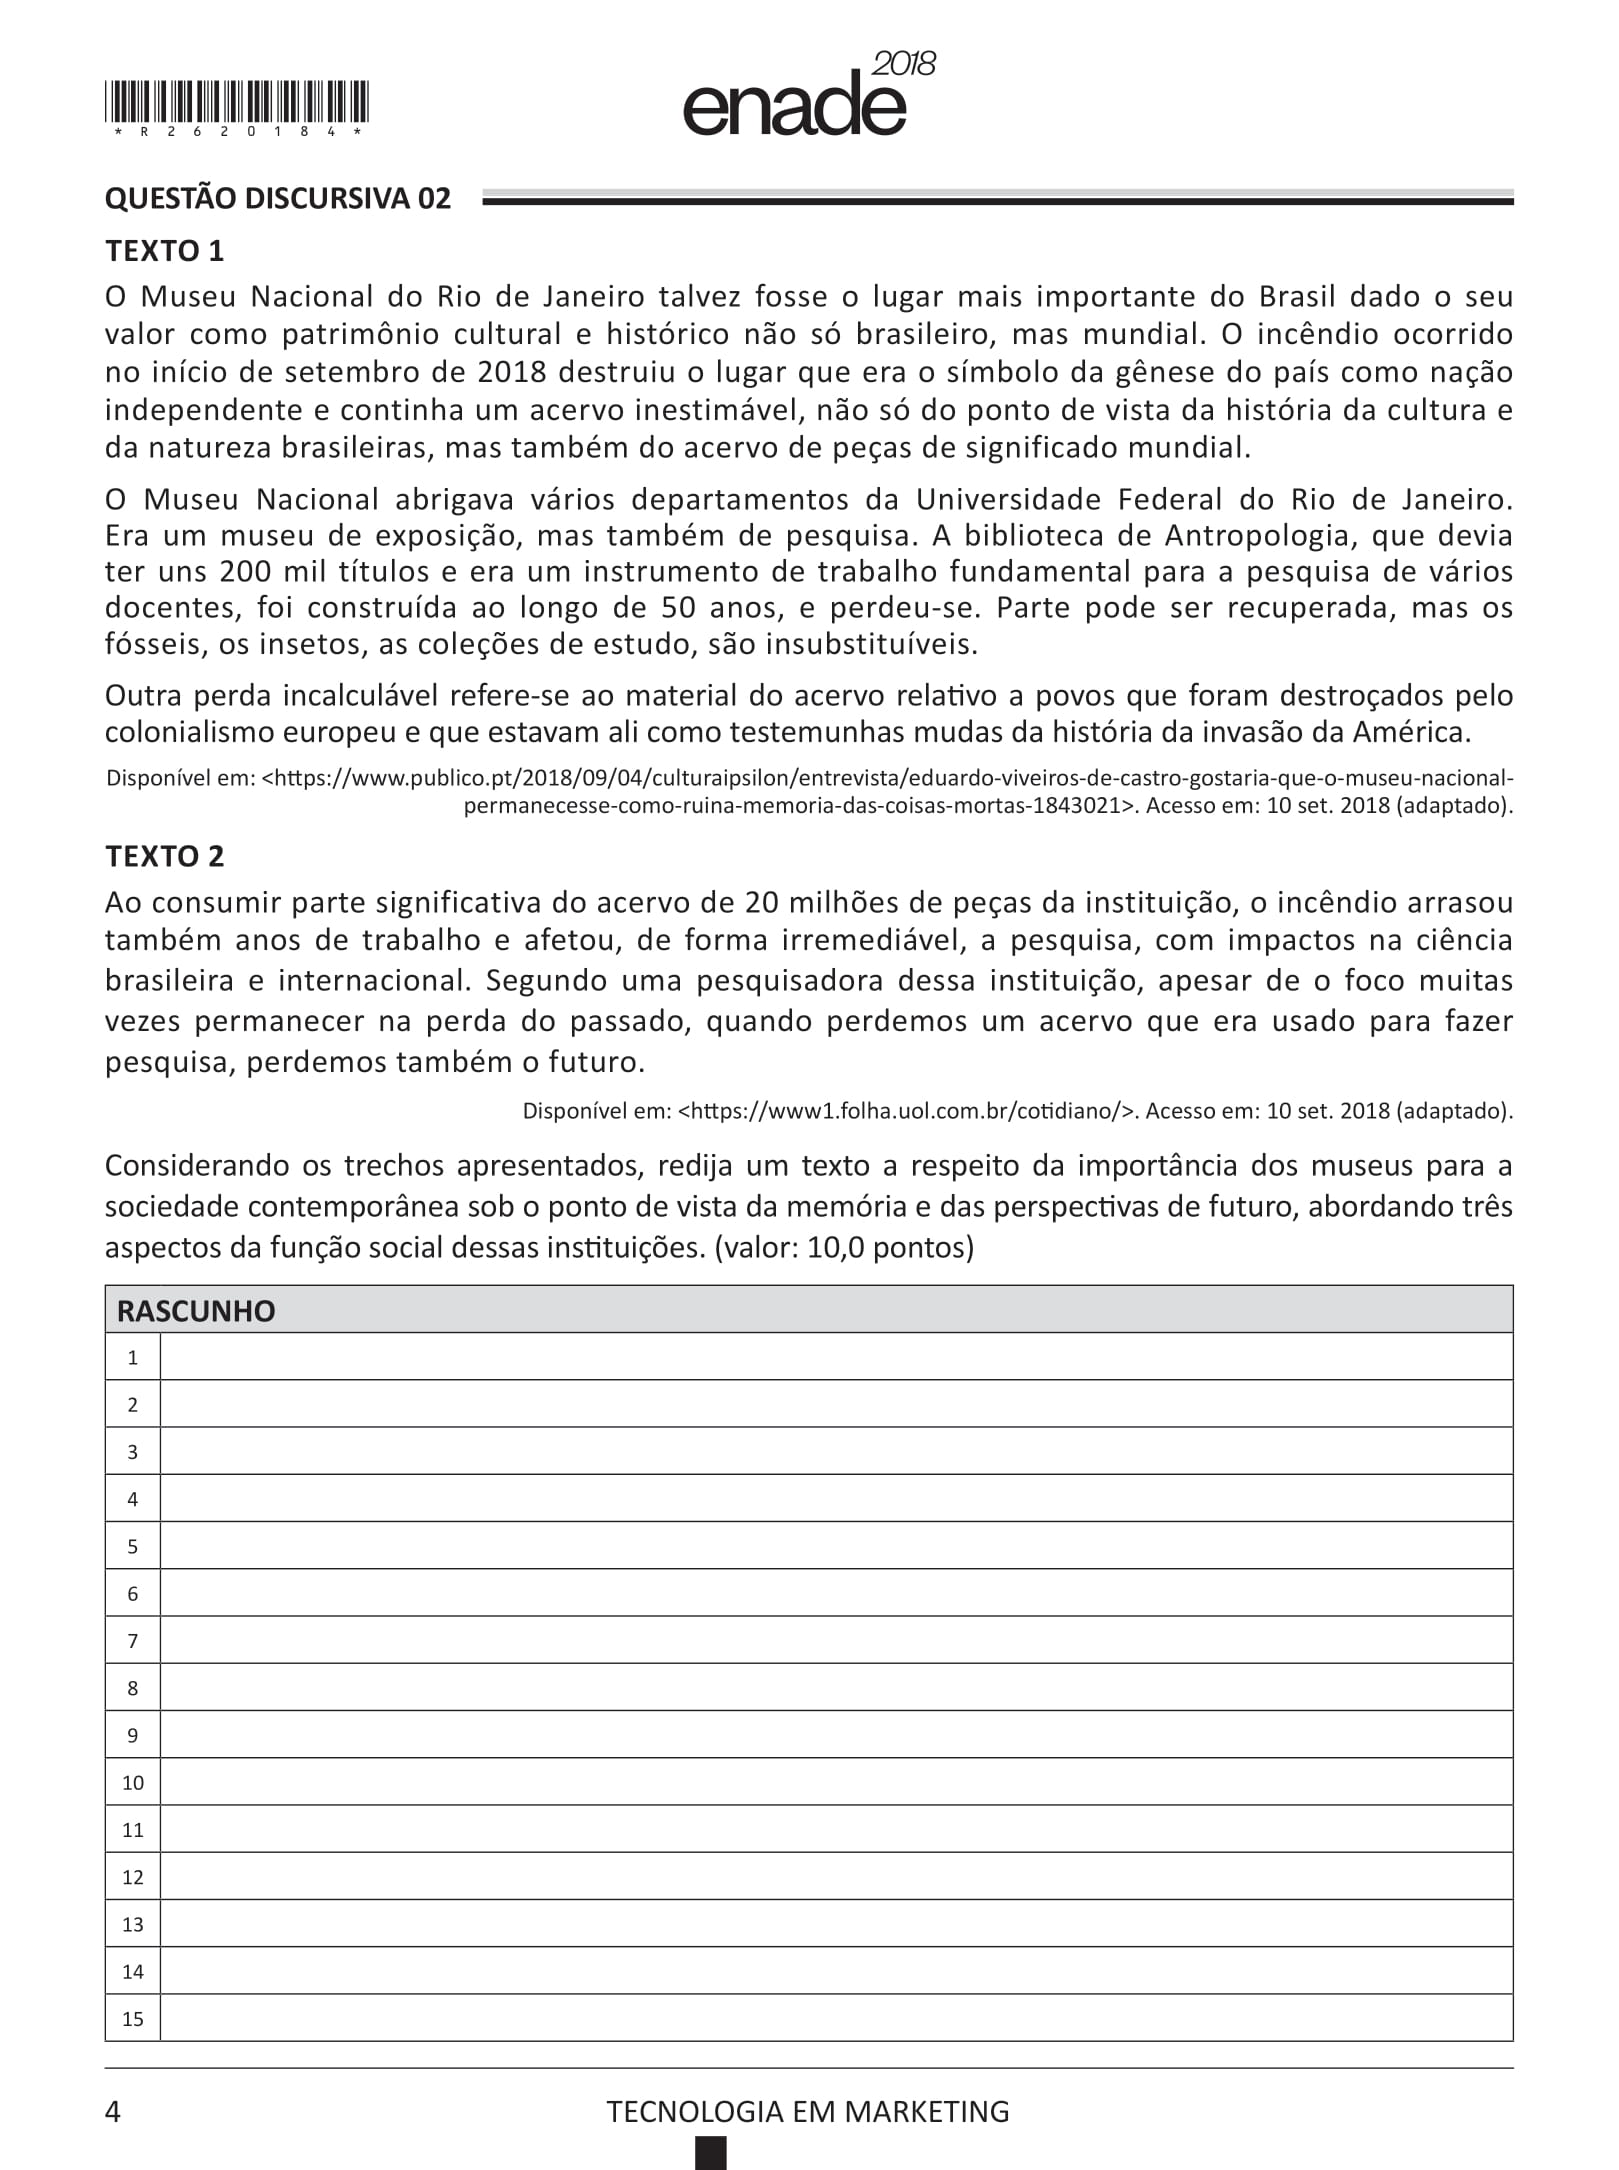 * R 2 6 2 0 1 8 4 *
enade 2018
QUESTÃO DISCURSIVA 02
TEXTO 1
O Museu Nacional do Rio de Janeiro talvez fosse o lugar mais importante do Brasil dado o seu
valor como patrimônio cultural e histórico não só brasileiro, mas mundial. O incêndio ocorrido
no início de setembro de 2018 destruiu o lugar que era o símbolo da gênese do país como nação
independente e continha um acervo inestimável, não só do ponto de vista da história da cultura e
da natureza brasileiras, mas também do acervo de peças de significado mundial.
O Museu Nacional abrigava vários departamentos da Universidade Federal do Rio de Janeiro.
Era um museu de exposição, mas também de pesquisa. A biblioteca de Antropologia, que devia
ter uns 200 mil títulos e era um instrumento de trabalho fundamental para a pesquisa de vários
docentes, foi construída ao longo de 50 anos, e perdeu-se. Parte pode ser recuperada, mas os
fósseis, os insetos, as coleções de estudo, são insubstituíveis.
Outra perda incalculável refere-se ao material do acervo relativo a povos que foram destroçados pelo
colonialismo europeu e que estavam ali como testemunhas mudas da história da invasão da América.
Disponível em: <https://www.publico.pt/2018/09/04/culturaipsilon/entrevista/eduardo-viveiros-de-castro-gostaria-que-o-museu-nacional-
permanecesse-como-ruina-memoria-das-coisas-mortas-1843021>. Acesso em: 10 set. 2018 (adaptado).
TEXTO 2
Ao consumir parte significativa do acervo de 20 milhões de peças da instituição, o incêndio arrasou
também anos de trabalho e afetou, de forma irremediável, a pesquisa, com impactos na ciência
brasileira e internacional. Segundo uma pesquisadora dessa instituição, apesar de o foco muitas
vezes permanecer na perda do passado, quando perdemos um acervo que era usado para fazer
pesquisa, perdemos também o futuro.
Disponível em: <https://www1.folha.uol.com.br/cotidiano/>. Acesso em: 10 set. 2018 (adaptado).
Considerando os trechos apresentados, redija um texto a respeito da importância dos museus para a
sociedade contemporânea sob o ponto de vista da memória e das perspectivas de futuro, abordando três
aspectos da função social dessas instituições. (valor: 10,0 pontos)
RASCUNHO
1
2
3
4
5
6
7
8
9
10
11
12
13
14
15
4 TECNOLOGIA EM MARKETING